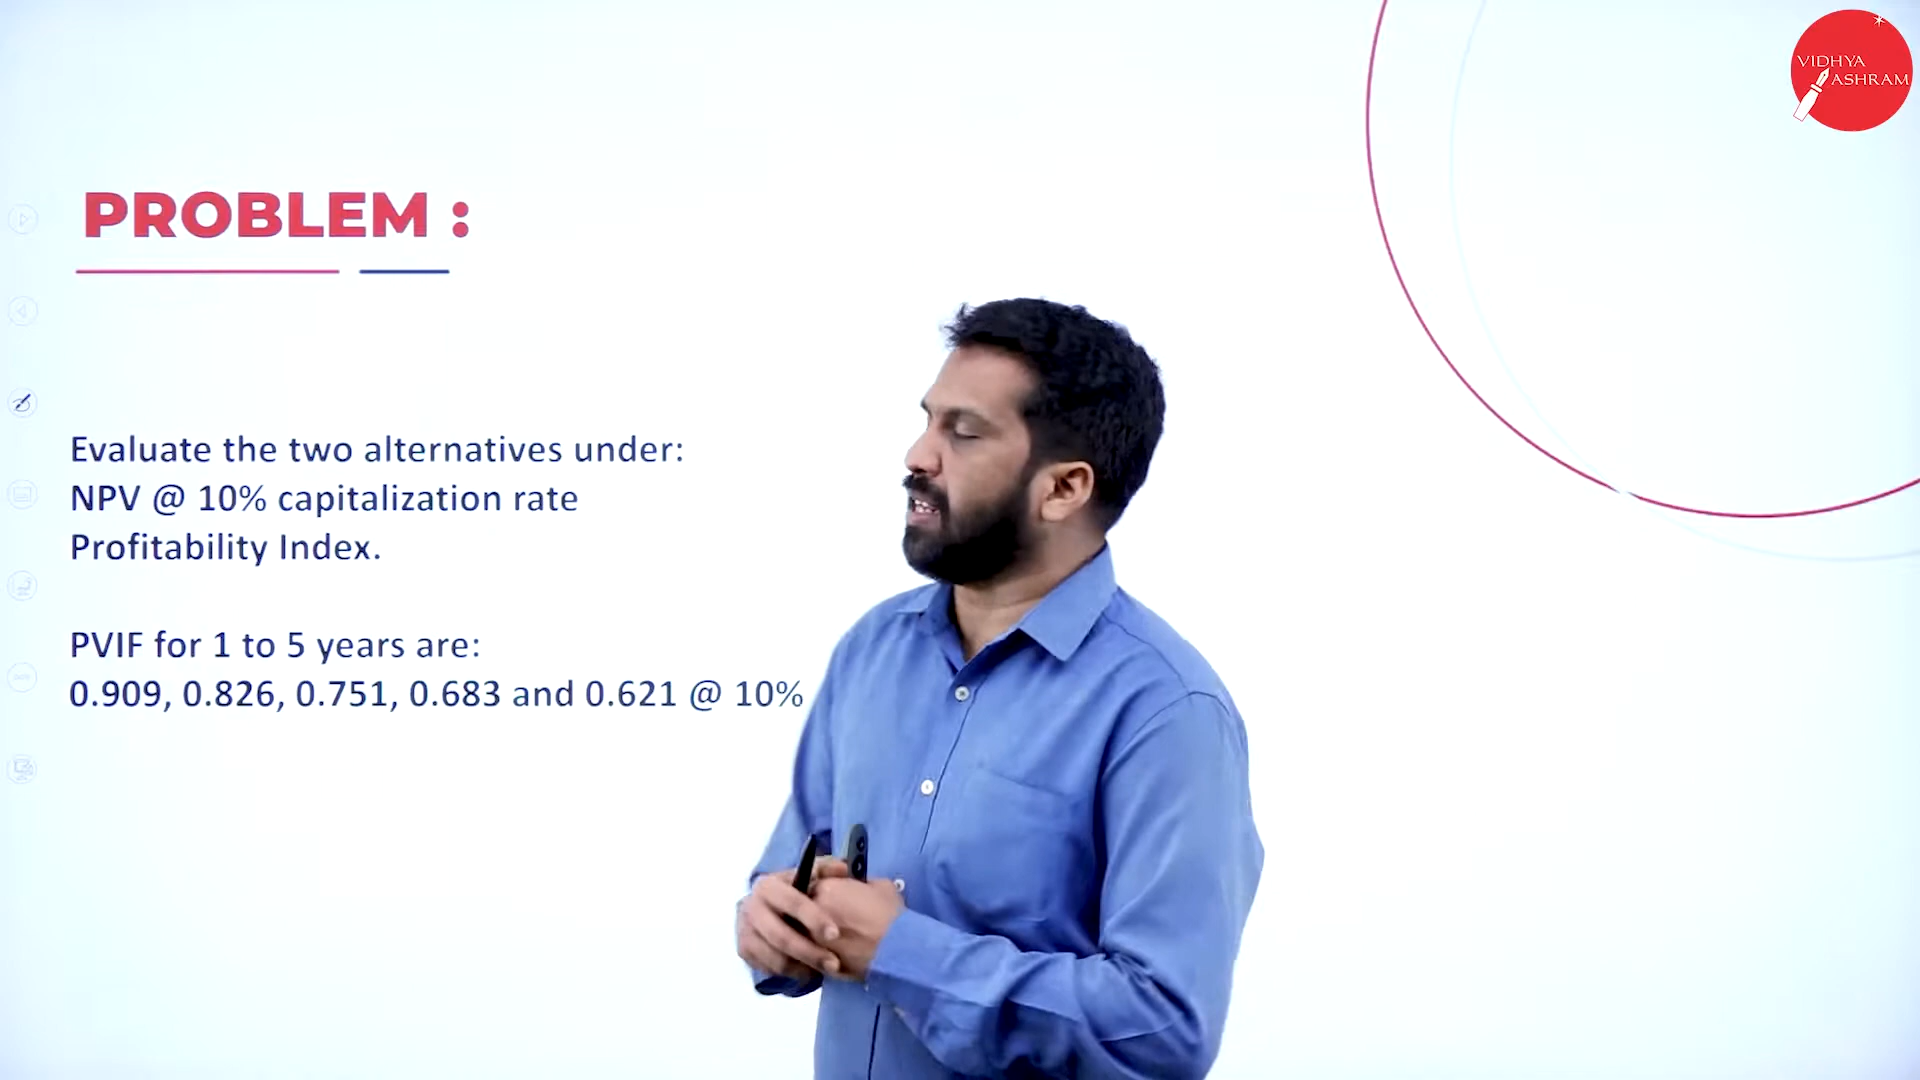 VIDHYA
ASHRAM
PROBLEM :
Evaluate the two alternatives under:
NPV @ 10% capitalization rate
Profitability Index.
PVIF for 1 to 5 years are:
0.909, 0.826, 0.751, 0.683 and 0.621 @ 10%